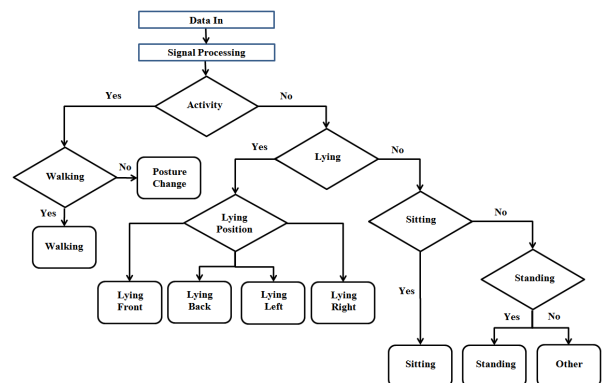 Data In
Signal Processing
Yes
Activity
No
Yes
Lying
No
Walking
No
Posture
Change
Yes
Walking
Lying
Position
Sitting
No
Lying
Front
Lying
Back
Lying
Left
Lying
Right
Standing
Yes
Yes
No
Sitting
Standing
Other